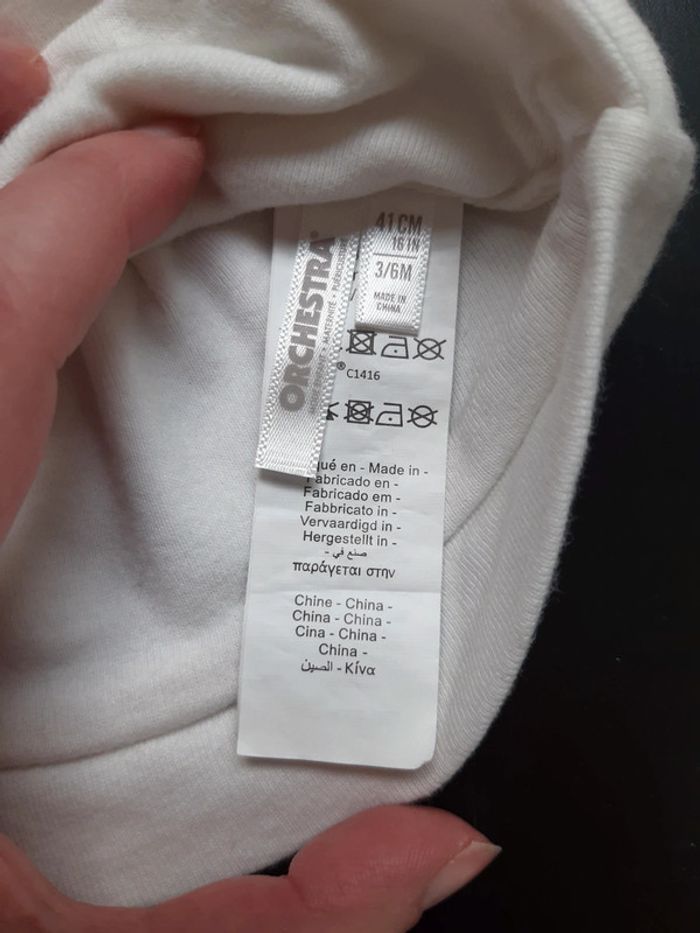 41 CM
16 IN
3/6M
MADE IN
CHINA
ORCHESTRA®
®C1416
qué en - Made in -
Fabricado en -
Fabricado em -
Fabbricato in -
Vervaardigd in -
Hergestellt in -
صنع في -
παράγεται στην
Chine - China -
China - China -
Cina - China -
China -
الصين - Κίνα